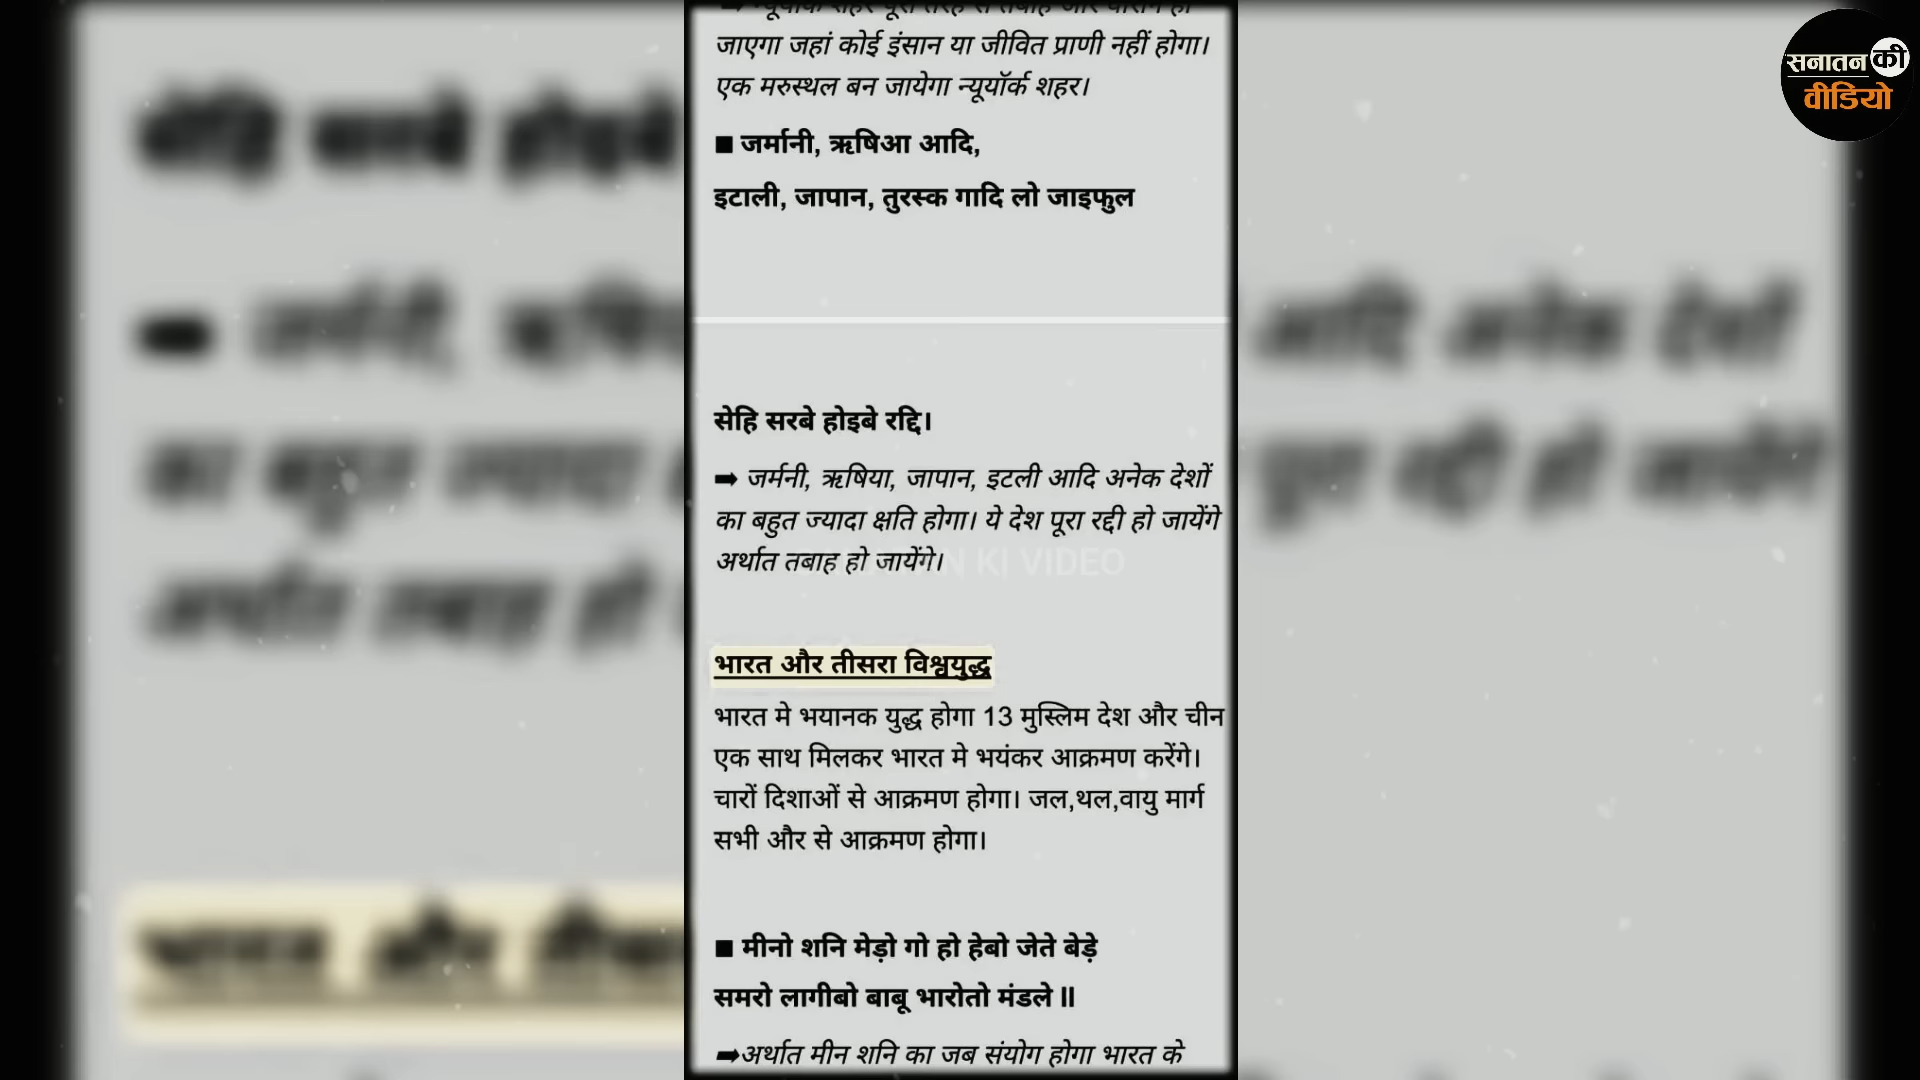 जाएगा जहां कोई इंसान या जीवित प्राणी नहीं होगा।
एक मरुस्थल बन जायेगा न्यूयॉर्क शहर।
■ जर्मानी, ऋषिआ आदि,
इटाली, जापान, तुरस्क गादि लो जाइफुल
सेहि सरबे होइबे रद्दि।
➡ जर्मनी, ऋषिया, जापान, इटली आदि अनेक देशों
का बहुत ज्यादा क्षति होगा। ये देश पूरा रद्दी हो जायेंगे
अर्थात तबाह हो जायेंगे।
KI VIDEO
भारत और तीसरा विश्वयुद्ध
भारत मे भयानक युद्ध होगा 13 मुस्लिम देश और चीन
एक साथ मिलकर भारत मे भयंकर आक्रमण करेंगे।
चारों दिशाओं से आक्रमण होगा। जल,थल,वायु मार्ग
सभी और से आक्रमण होगा।
■ मीनो शनि मेड़ो गो हो हेबो जेते बेड़े
समरो लागीबो बाबू भारोतो मंडले ll
➡अर्थात मीन शनि का जब संयोग होगा भारत के
सनातन की
वीडियो